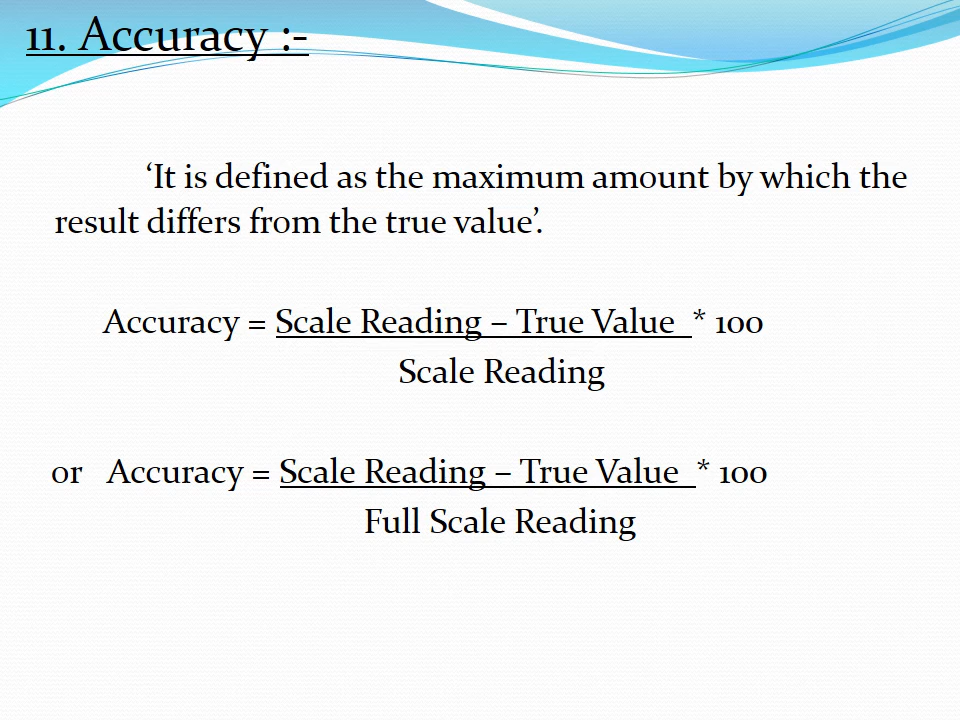 11. Accuracy :-
‘It is defined as the maximum amount by which the
result differs from the true value’.
Accuracy = Scale Reading – True Value * 100
Scale Reading
or Accuracy = Scale Reading – True Value * 100
Full Scale Reading